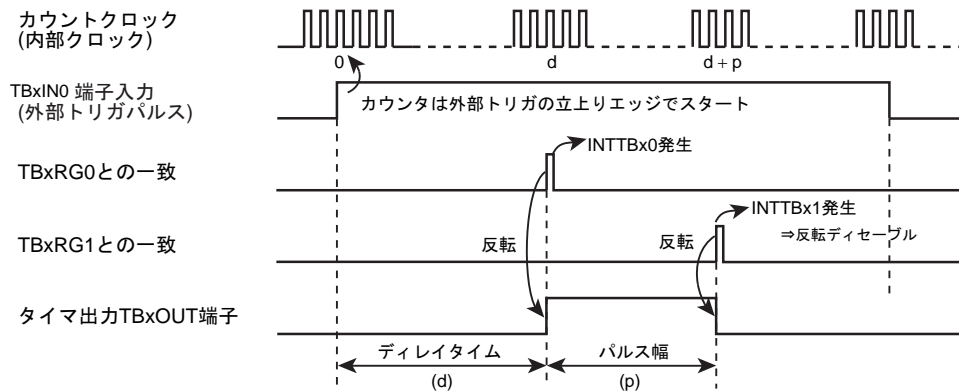 カウントクロック
(内部クロック)
0
d
d + p
TBxIN0 端子入力
(外部トリガパルス)
カウンタは外部トリガの立上りエッジでスタート
INTTBx0発生
TBxRG0との一致
INTTBx1発生
⇒反転ディセーブル
TBxRG1との一致
反転
反転
タイマ出力TBxOUT端子
ディレイタイム
パルス幅
(d)
(p)